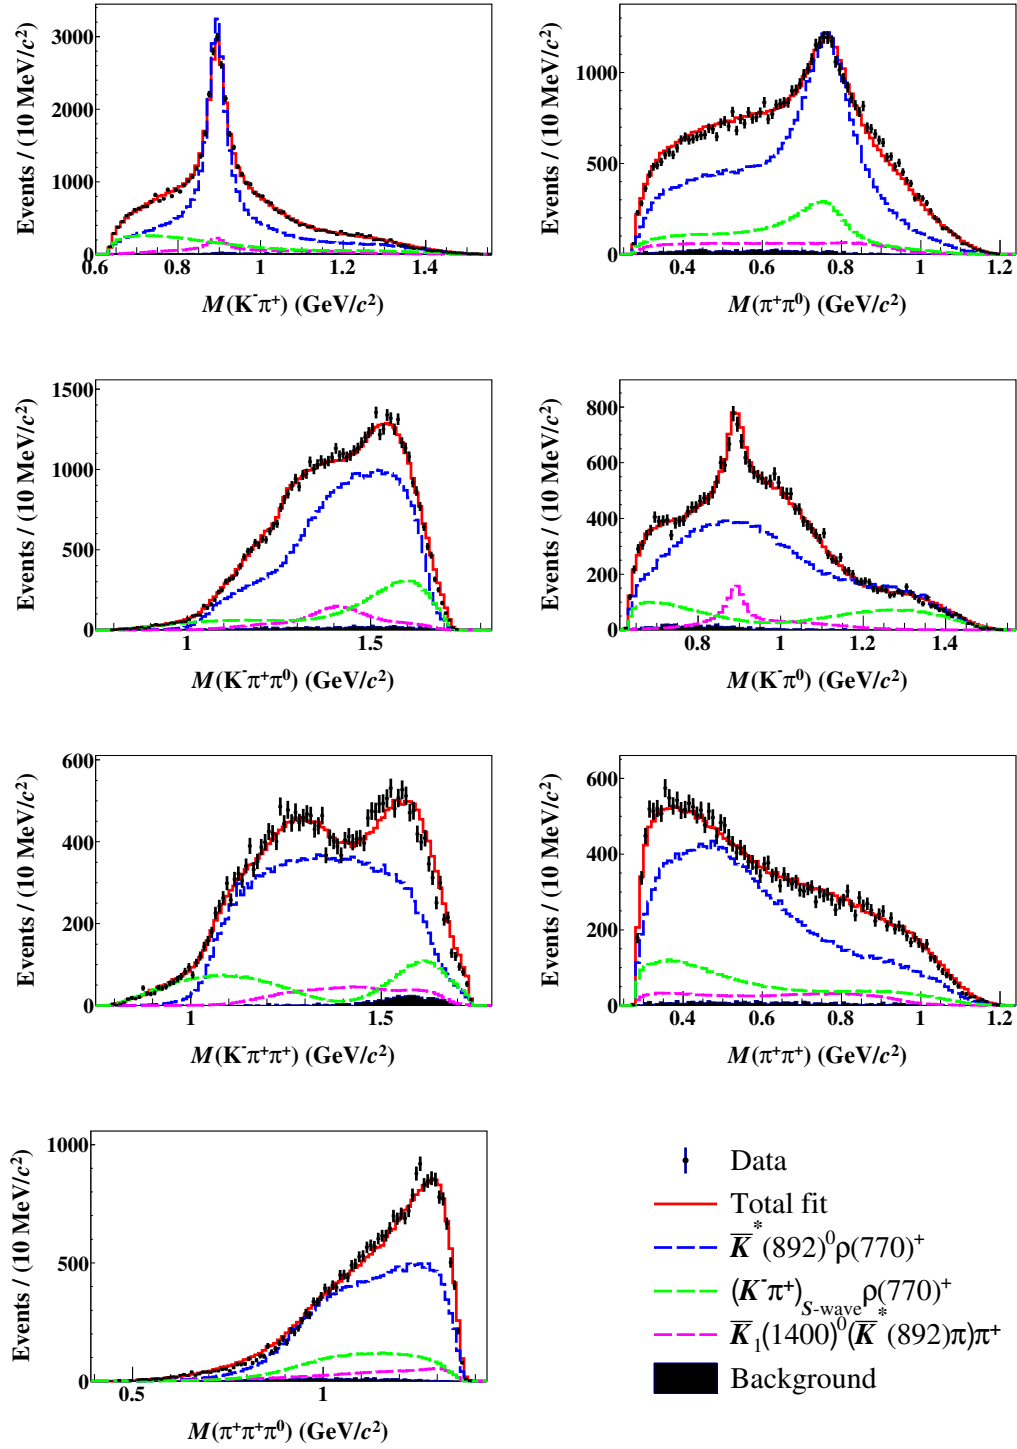 Events / (10 MeV/c²)
3000
2000
1000
0
0.6 0.8 1 1.2 1.4
M(K⁻π⁺) (GeV/c²)
Events / (10 MeV/c²)
1000
500
0
0.4 0.6 0.8 1 1.2
M(π⁺π⁰) (GeV/c²)
Events / (10 MeV/c²)
1500
1000
500
0
1 1.5
M(K⁻π⁺π⁰) (GeV/c²)
Events / (10 MeV/c²)
800
600
400
200
0
0.8 1 1.2 1.4
M(K⁻π⁰) (GeV/c²)
Events / (10 MeV/c²)
600
400
200
0
1 1.5
M(K⁻π⁺π⁺) (GeV/c²)
Events / (10 MeV/c²)
600
400
200
0
0.4 0.6 0.8 1 1.2
M(π⁺π⁺) (GeV/c²)
Events / (10 MeV/c²)
1000
500
0
0.5 1
M(π⁺π⁺π⁰) (GeV/c²)
Data
Total fit
K̅*(892)⁰ρ(770)⁺
(K⁻π⁺)S-wave ρ(770)⁺
K̅₁(1400)⁰(K̅*(892)π)π⁺
Background